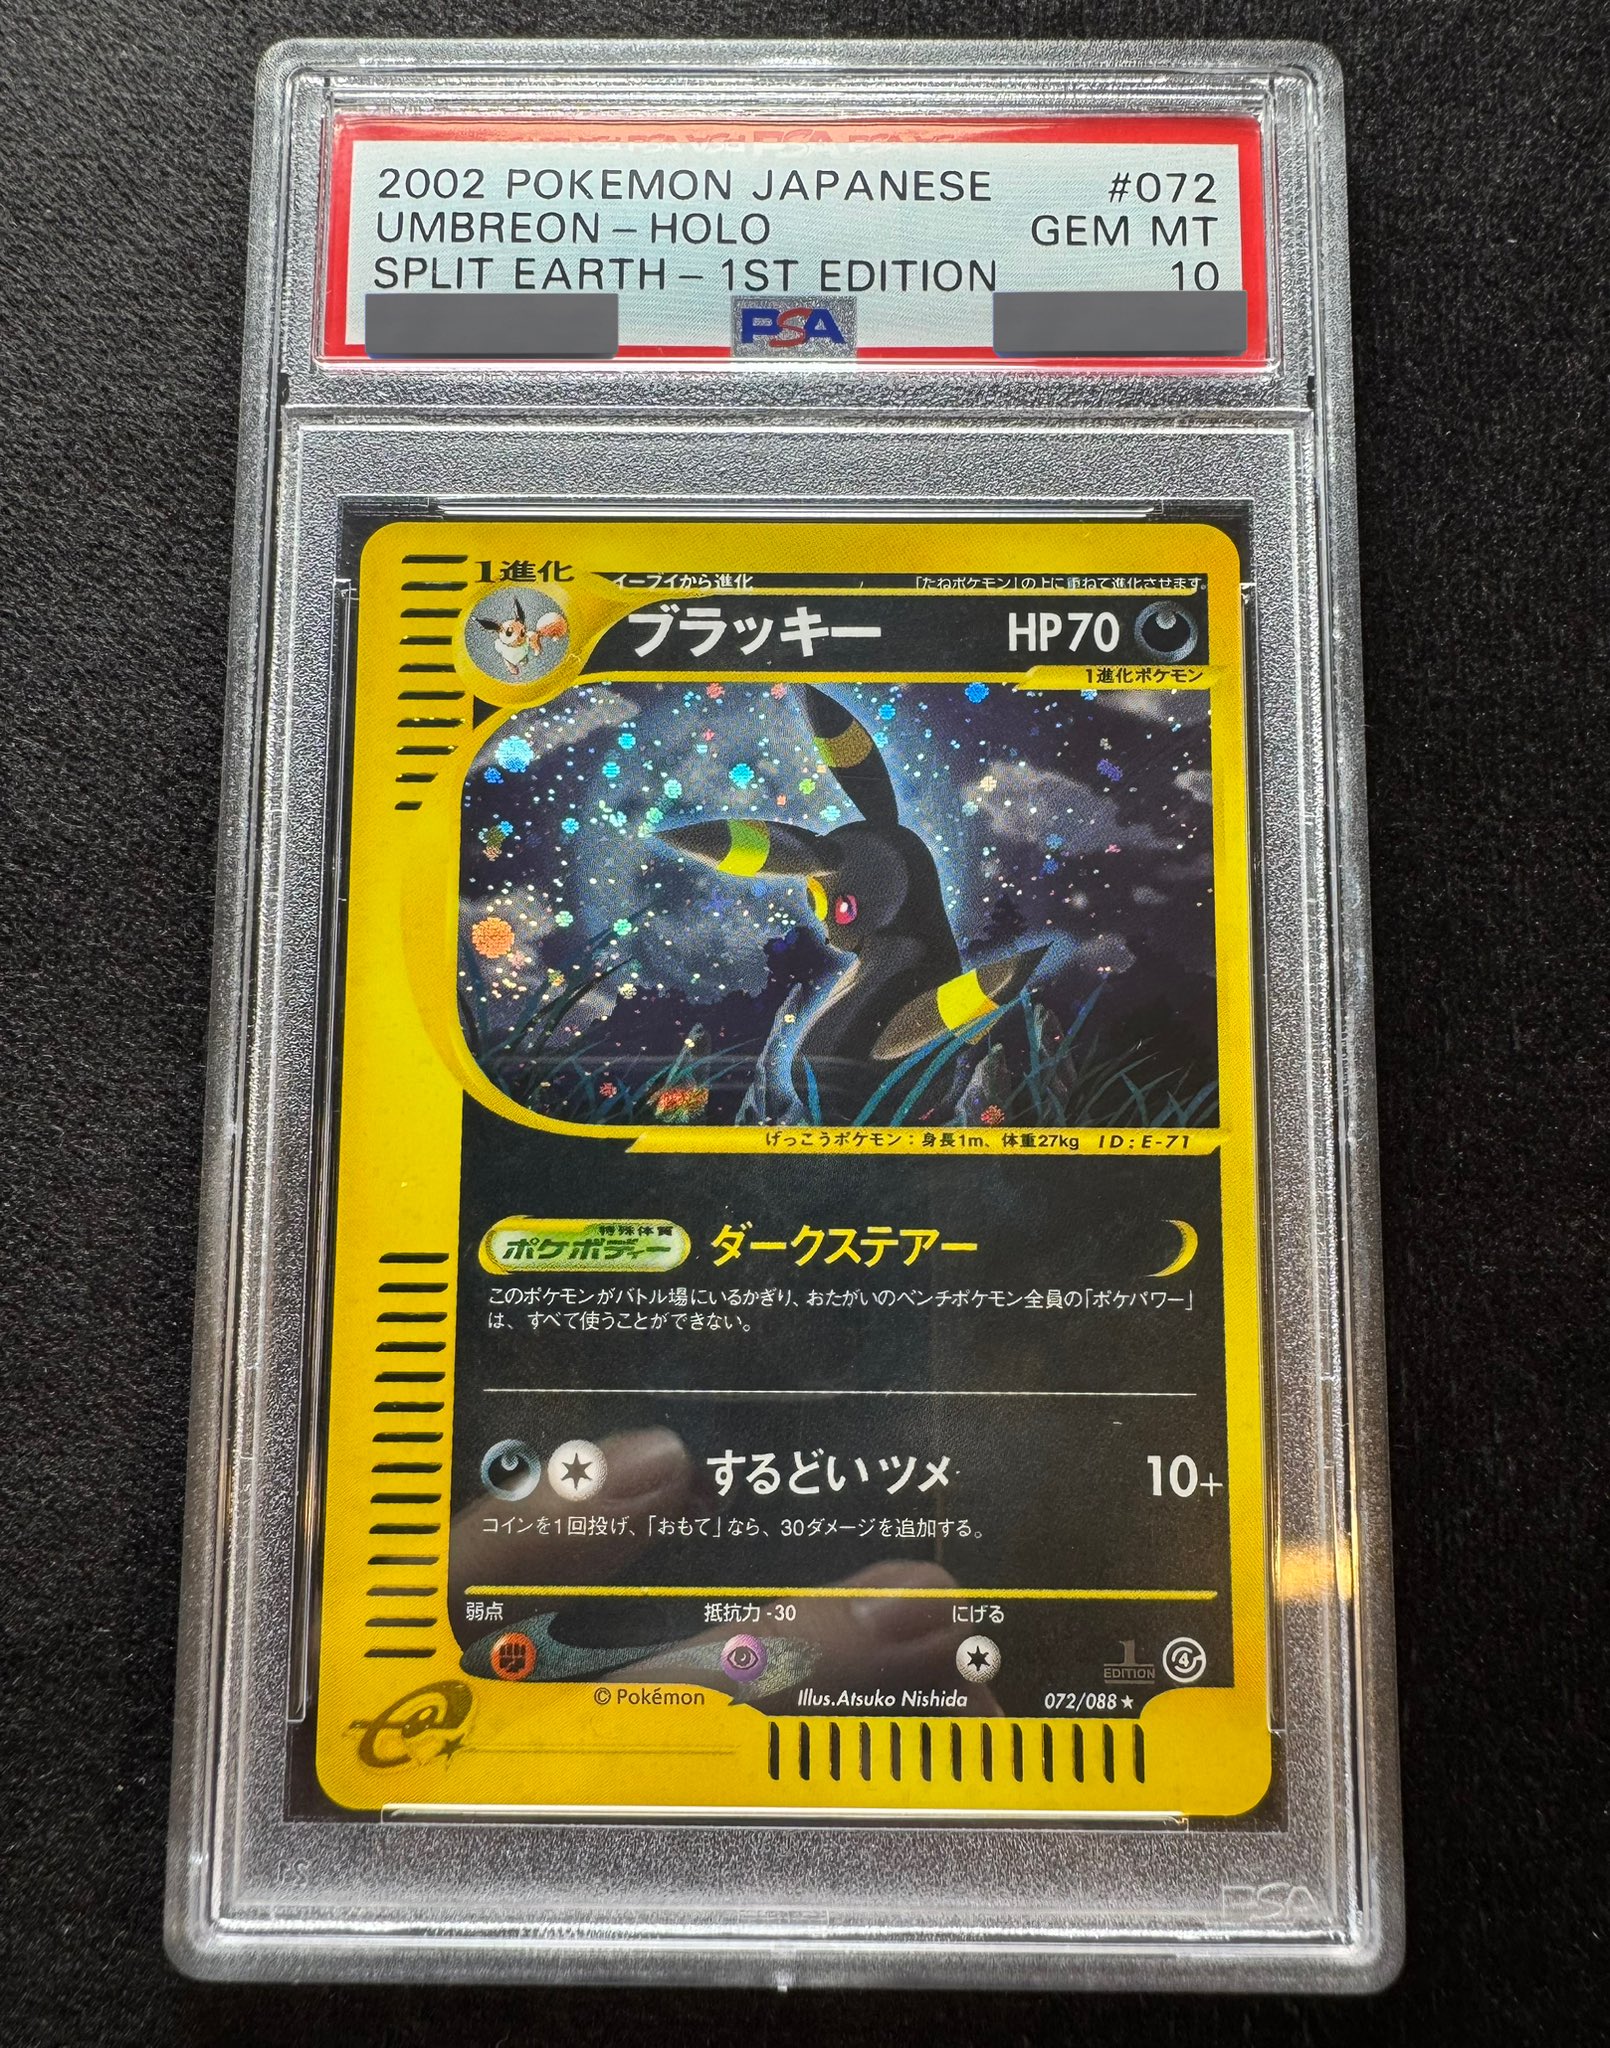 2002 POKEMON JAPANESE #072
UMBREON - HOLO GEM MT
SPLIT EARTH - 1ST EDITION 10
PSA
1進化
イーブイから進化 「たねポケモン」の上に重ねて進化させます。
ブラッキー HP70
1進化ポケモン
げっこうポケモン：身長1m、体重27kg ID:E-71
特殊体質
ポケボディー ダークステアー
このポケモンがバトル場にいるかぎり、おたがいのベンチポケモン全員の「ポケパワー」
は、すべて使うことができない。
するどいツメ 10+
コインを1回投げ、「おもて」なら、30ダメージを追加する。
弱点 抵抗力-30 にげる
1
EDITION 4
© Pokémon Illus.Atsuko Nishida 072/088★
e
PSA